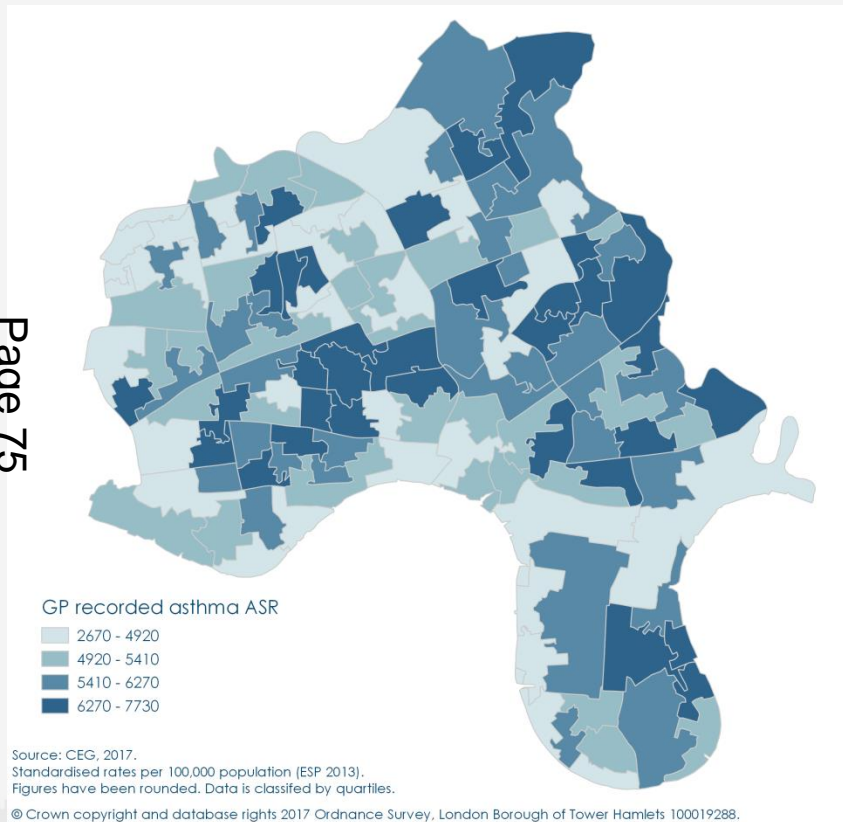 Page 75
GP recorded asthma ASR
2670 - 4920
4920 - 5410
5410 - 6270
6270 - 7730
Source: CEG, 2017.
Standardised rates per 100,000 population (ESP 2013).
Figures have been rounded. Data is classifed by quartiles.
© Crown copyright and database rights 2017 Ordnance Survey, London Borough of Tower Hamlets 100019288.